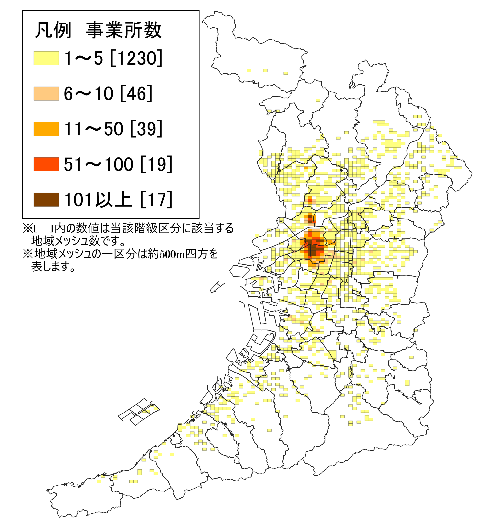 凡例 事業所数
1～5 [1230]
6～10 [46]
11～50 [39]
51～100 [19]
101以上 [17]
※[ ]内の数値は当該階級区分に該当する
地域メッシュ数です。
※地域メッシュの一区分は約500m四方を
表します。